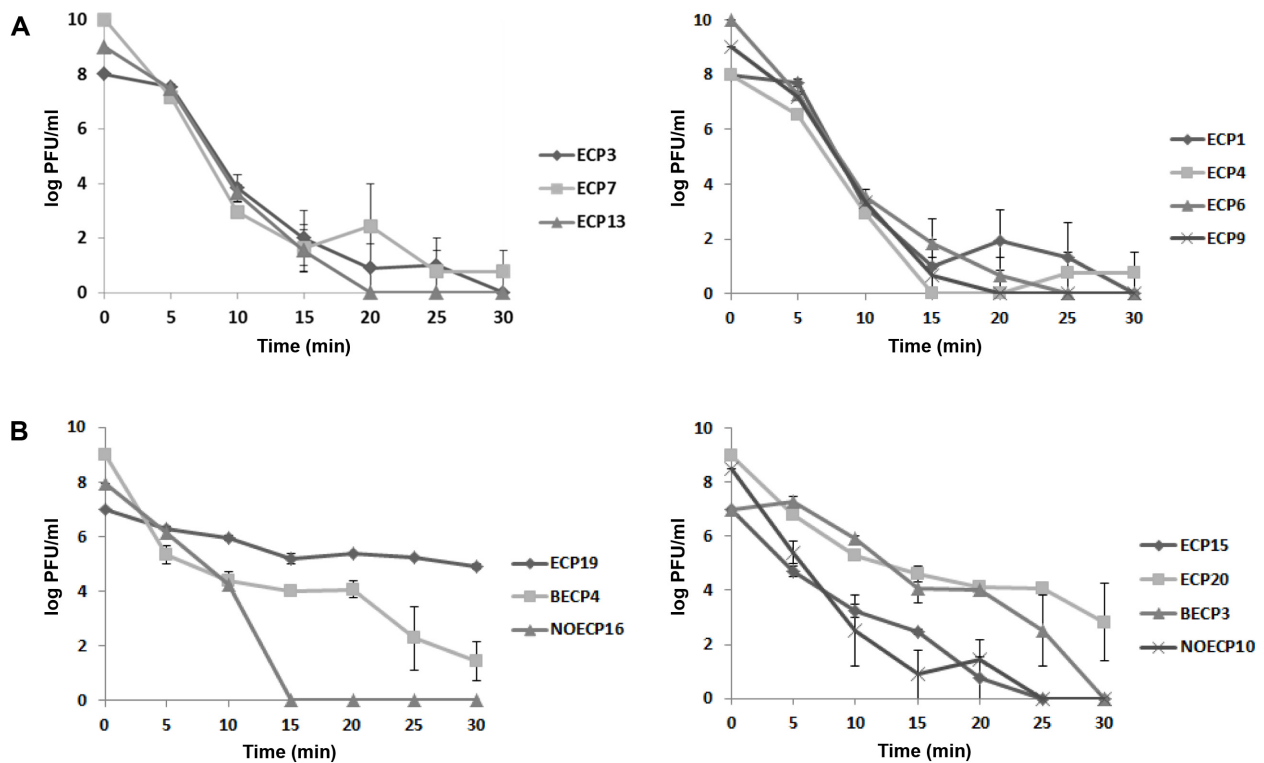 A
10
8
6
4
2
0
log PFU/ml
0 5 10 15 20 25 30
Time (min)
ECP3
ECP7
ECP13
10
8
6
4
2
0
log PFU/ml
0 5 10 15 20 25 30
Time (min)
ECP1
ECP4
ECP6
ECP9
B
10
8
6
4
2
0
log PFU/ml
0 5 10 15 20 25 30
Time (min)
ECP19
BECP4
NOECP16
10
8
6
4
2
0
log PFU/ml
0 5 10 15 20 25 30
Time (min)
ECP15
ECP20
BECP3
NOECP10